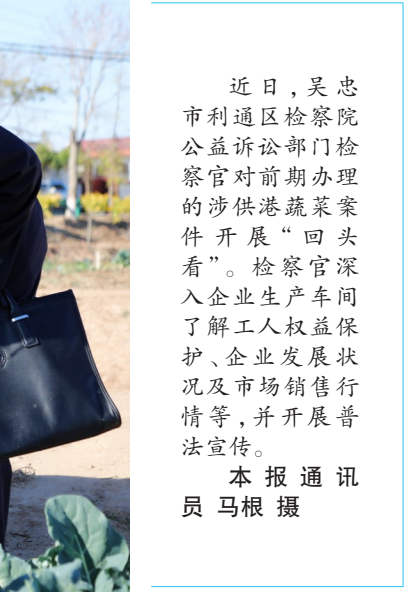 近日,吴忠
市利通区检察院
公益诉讼部门检
察官对前期办理
的涉供港蔬菜案
件开展“回头
看”。检察官深
入企业生产车间
了解工人权益保
护、企业发展状
况及市场销售行
情等,并开展普
法宣传。
本报通讯
员 马根 摄